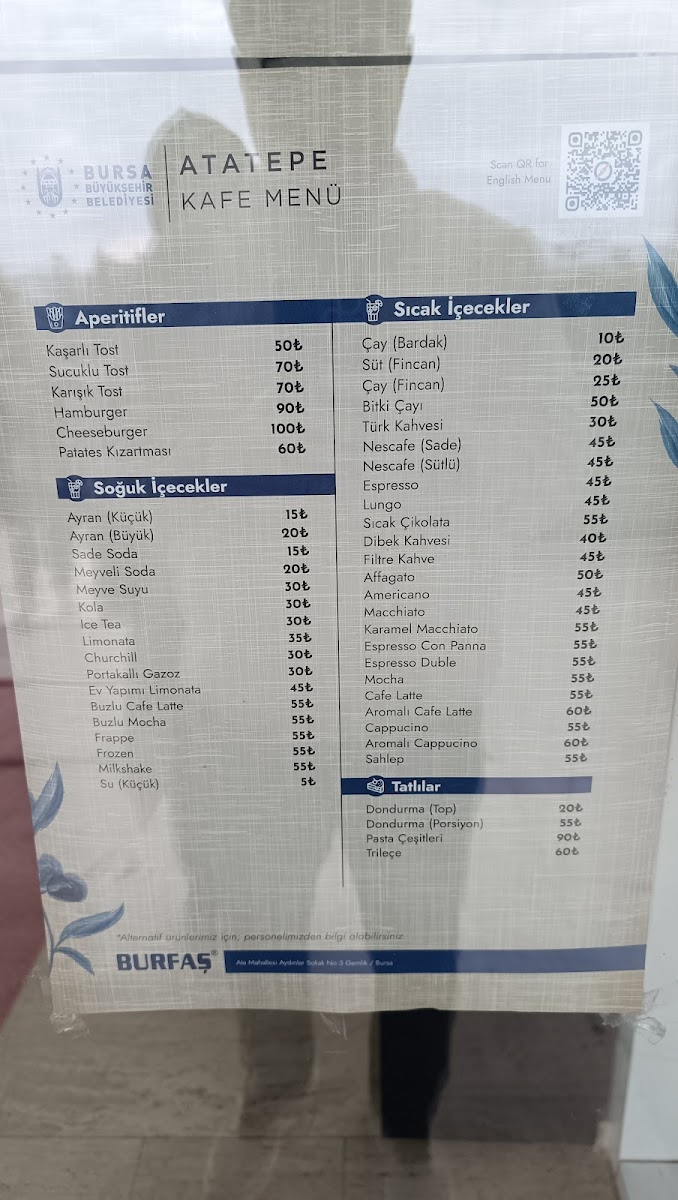 BURSA
BÜYÜKŞEHİR
BELEDİYESİ
ATATEPE
KAFE MENÜ
Scan QR for
English Menu
Aperitifler
Kaşarlı Tost 50₺
Sucuklu Tost 70₺
Karışık Tost 70₺
Hamburger 90₺
Cheeseburger 100₺
Patates Kızartması 60₺
Soğuk İçecekler
Ayran (Küçük) 15₺
Ayran (Büyük) 20₺
Sade Soda 15₺
Meyveli Soda 20₺
Meyve Suyu 30₺
Kola 30₺
Ice Tea 30₺
Limonata 35₺
Churchill 30₺
Portakallı Gazoz 30₺
Ev Yapımı Limonata 45₺
Buzlu Cafe Latte 55₺
Buzlu Mocha 55₺
Frappe 55₺
Frozen 55₺
Milkshake 55₺
Su (Küçük) 5₺
Sıcak İçecekler
Çay (Bardak) 10₺
Süt (Fincan) 20₺
Çay (Fincan) 25₺
Bitki Çayı 50₺
Türk Kahvesi 30₺
Nescafe (Sade) 45₺
Nescafe (Sütlü) 45₺
Espresso 45₺
Lungo 45₺
Sıcak Çikolata 55₺
Dibek Kahvesi 40₺
Filtre Kahve 45₺
Affagato 50₺
Americano 45₺
Macchiato 45₺
Karamel Macchiato 55₺
Espresso Con Panna 55₺
Espresso Duble 55₺
Mocha 55₺
Cafe Latte 55₺
Aromalı Cafe Latte 60₺
Cappucino 55₺
Aromalı Cappucino 60₺
Sahlep 55₺
Tatlılar
Dondurma (Top) 20₺
Dondurma (Porsiyon) 55₺
Pasta Çeşitleri 90₺
Trileçe 60₺
*Alternatif ürünlerimiz için, personelimizden bilgi alabilirsiniz
BURFAŞ®
Ata Mahallesi Aydınlar Sokak No:3 Gemlik / Bursa